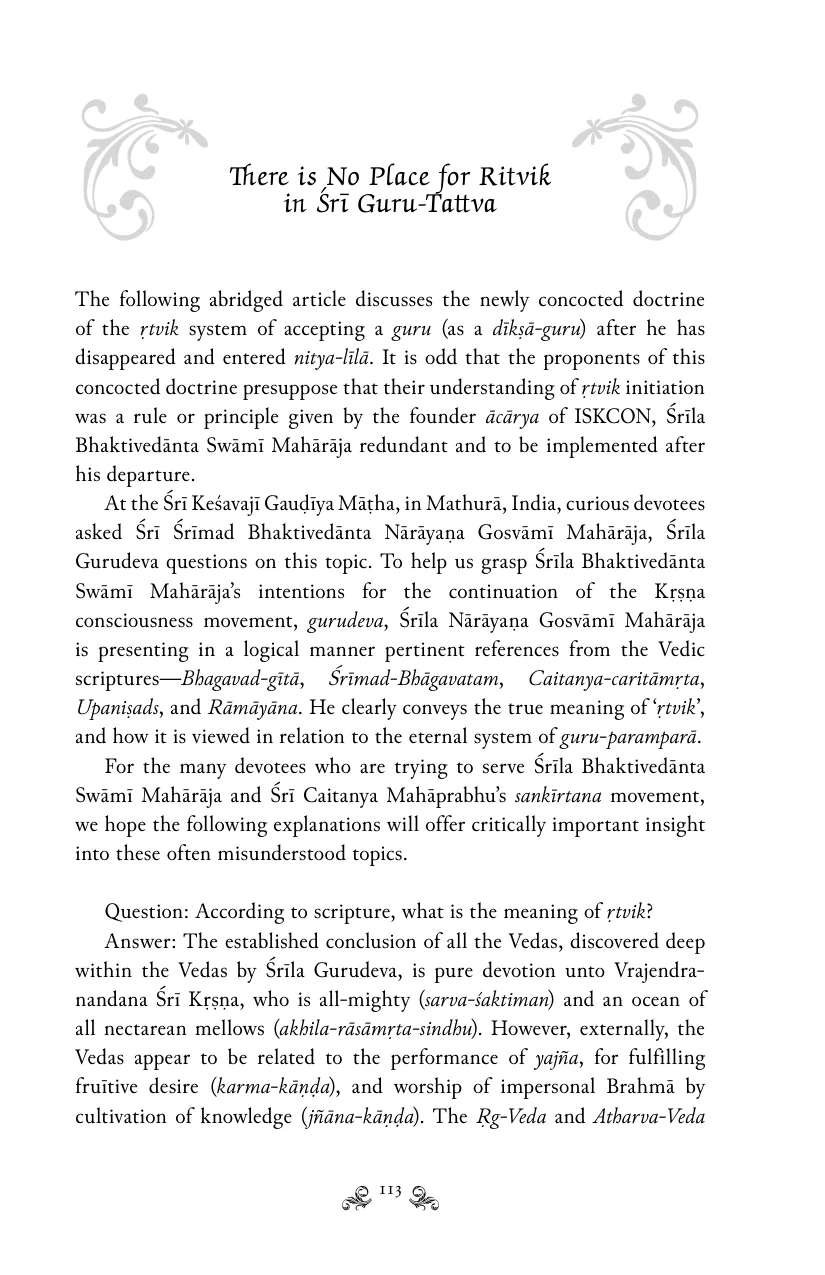 There is No Place for Ritvik
in Śrī Guru-Tattva
The following abridged article discusses the newly concocted doctrine
of the ṛtvik system of accepting a guru (as a dīkṣā-guru) after he has
disappeared and entered nitya-līlā. It is odd that the proponents of this
concocted doctrine presuppose that their understanding of ṛtvik initiation
was a rule or principle given by the founder ācārya of ISKCON, Śrīla
Bhaktivedānta Swāmī Mahārāja redundant and to be implemented after
his departure.
At the Śrī Keśavajī Gauḍīya Māṭha, in Mathurā, India, curious devotees
asked Śrī Śrīmad Bhaktivedānta Nārāyaṇa Gosvāmī Mahārāja, Śrīla
Gurudeva questions on this topic. To help us grasp Śrīla Bhaktivedānta
Swāmī Mahārāja’s intentions for the continuation of the Kṛṣṇa
consciousness movement, gurudeva, Śrīla Nārāyaṇa Gosvāmī Mahārāja
is presenting in a logical manner pertinent references from the Vedic
scriptures—Bhagavad-gītā, Śrīmad-Bhāgavatam, Caitanya-caritāmṛta,
Upaniṣads, and Rāmāyāna. He clearly conveys the true meaning of ‘ṛtvik’,
and how it is viewed in relation to the eternal system of guru-paramparā.
For the many devotees who are trying to serve Śrīla Bhaktivedānta
Swāmī Mahārāja and Śrī Caitanya Mahāprabhu’s sankīrtana movement,
we hope the following explanations will offer critically important insight
into these often misunderstood topics.
Question: According to scripture, what is the meaning of ṛtvik?
Answer: The established conclusion of all the Vedas, discovered deep
within the Vedas by Śrīla Gurudeva, is pure devotion unto Vrajendra-
nandana Śrī Kṛṣṇa, who is all-mighty (sarva-śaktiman) and an ocean of
all nectarean mellows (akhila-rāsāmṛta-sindhu). However, externally, the
Vedas appear to be related to the performance of yajña, for fulfilling
fruītive desire (karma-kāṇḍa), and worship of impersonal Brahmā by
cultivation of knowledge (jñāna-kāṇḍa). The Ṛg-Veda and Atharva-Veda
113